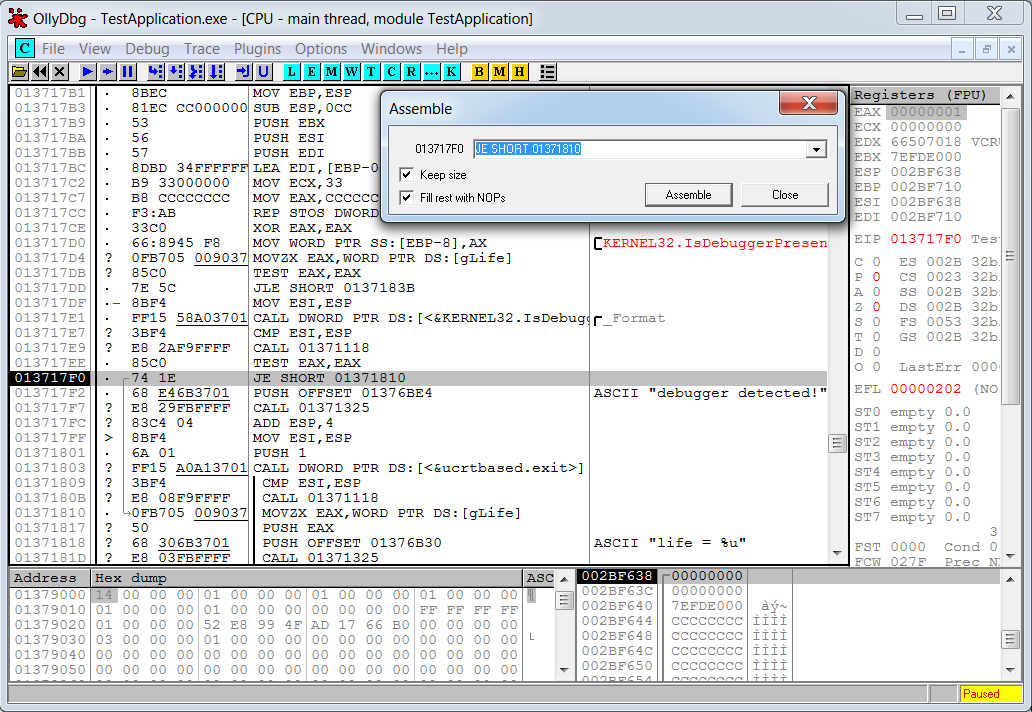 OllyDbg - TestApplication.exe - [CPU - main thread, module TestApplication]
C File View Debug Trace Plugins Options Windows Help
L E M W T C R ... K B M H
013717B1 . 8BEC MOV EBP,ESP
013717B3 . 81EC CC000000 SUB ESP,0CC
013717B9 . 53 PUSH EBX
013717BA . 56 PUSH ESI
013717BB . 57 PUSH EDI
013717BC . 8DBD 34FFFFFF LEA EDI,[EBP-0
013717C2 . B9 33000000 MOV ECX,33
013717C7 . B8 CCCCCCCC MOV EAX,CCCCCC
013717CC . F3:AB REP STOS DWORD
013717CE . 33C0 XOR EAX,EAX
013717D0 . 66:8945 F8 MOV WORD PTR SS:[EBP-8],AX KERNEL32.IsDebuggerPresen
013717D4 ? 0FB705 009037 MOVZX EAX,WORD PTR DS:[gLife]
013717DB ? 85C0 TEST EAX,EAX
013717DD . 7E 5C JLE SHORT 0137183B
013717DF .- 8BF4 MOV ESI,ESP
013717E1 . FF15 58A03701 CALL DWORD PTR DS:[<&KERNEL32.IsDebugg _Format
013717E7 ? 3BF4 CMP ESI,ESP
013717E9 ? E8 2AF9FFFF CALL 01371118
013717EE . 85C0 TEST EAX,EAX
013717F0 . 74 1E JE SHORT 01371810
013717F2 . 68 E46B3701 PUSH OFFSET 01376BE4 ASCII "debugger detected!"
013717F7 ? E8 29FBFFFF CALL 01371325
013717FC ? 83C4 04 ADD ESP,4
013717FF > 8BF4 MOV ESI,ESP
01371801 . 6A 01 PUSH 1
01371803 ? FF15 A0A13701 CALL DWORD PTR DS:[<&ucrtbased.exit>]
01371809 ? 3BF4 CMP ESI,ESP
0137180B ? E8 08F9FFFF CALL 01371118
01371810 . 0FB705 009037 MOVZX EAX,WORD PTR DS:[gLife]
01371817 ? 50 PUSH EAX
01371818 ? 68 306B3701 PUSH OFFSET 01376B30 ASCII "life = %u"
0137181D ? E8 03FBFFFF CALL 01371325
Assemble
013717F0 JE SHORT 01371810
Keep size
Fill rest with NOPs
Assemble Close
Registers (FPU)
EAX 00000001
ECX 00000000
EDX 66507018 VCRU
EBX 7EFDE000
ESP 002BF638
EBP 002BF710
ESI 002BF638
EDI 002BF710
EIP 013717F0 Tes
C 0 ES 002B 32b
P 0 CS 0023 32b
A 0 SS 002B 32b
Z 0 DS 002B 32b
S 0 FS 0053 32b
T 0 GS 002B 32b
D 0
O 0 LastErr 000
EFL 00000202 (NO
ST0 empty 0.0
ST1 empty 0.0
ST2 empty 0.0
ST3 empty 0.0
ST4 empty 0.0
ST5 empty 0.0
ST6 empty 0.0
ST7 empty 0.0
3
FST 0000 Cond 0
FCW 027F Prec N
Address Hex dump ASC
01379000 14 00 00 00 01 00 00 00 01 00 00 00 01 00 00 00 ¶
01379010 01 00 00 00 01 00 00 00 00 00 00 00 FF FF FF FF
01379020 01 00 00 00 52 E8 99 4F AD 17 66 B0 00 00 00 00
01379030 03 00 00 00 01 00 00 00 00 00 00 00 00 00 00 00 └
01379040 00 00 00 00 00 00 00 00 00 00 00 00 00 00 00 00
01379050 00 00 00 00 00 00 00 00 00 00 00 00 00 00 00 00
002BF638 00000000
002BF63C 00000000
002BF640 7EFDE000 àý~
002BF644 CCCCCCCC ÌÌÌÌ
002BF648 CCCCCCCC ÌÌÌÌ
002BF64C CCCCCCCC ÌÌÌÌ
002BF650 CCCCCCCC ÌÌÌÌ
002BF654 CCCCCCCC ÌÌÌÌ
Paused